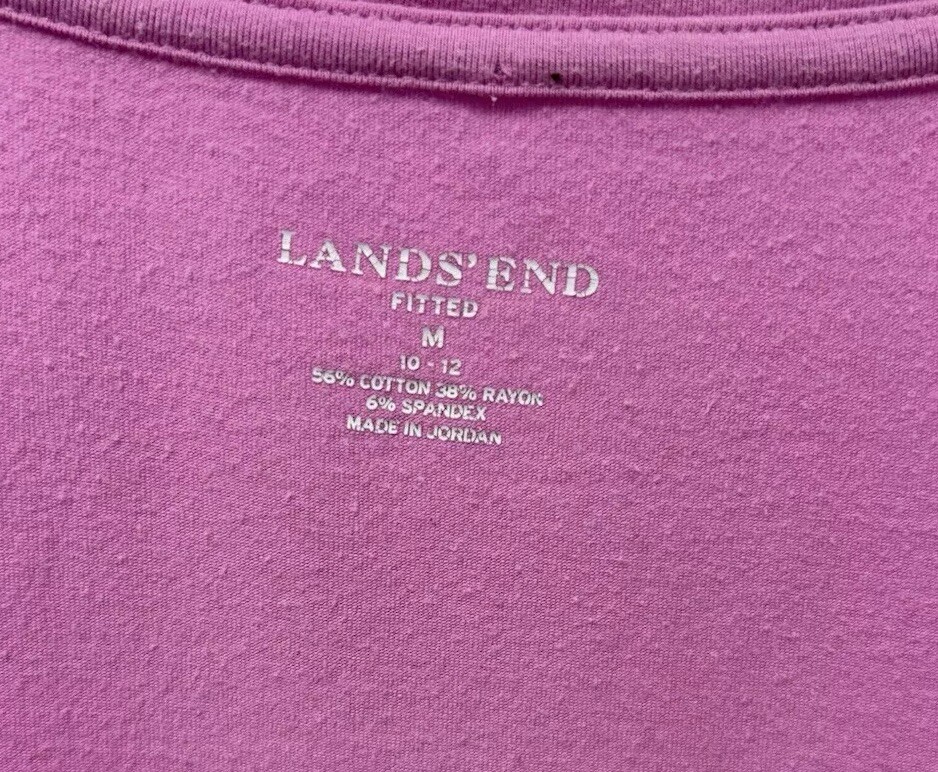 LANDS' END
FITTED
M
10 - 12
56% COTTON 38% RAYON
6% SPANDEX
MADE IN JORDAN